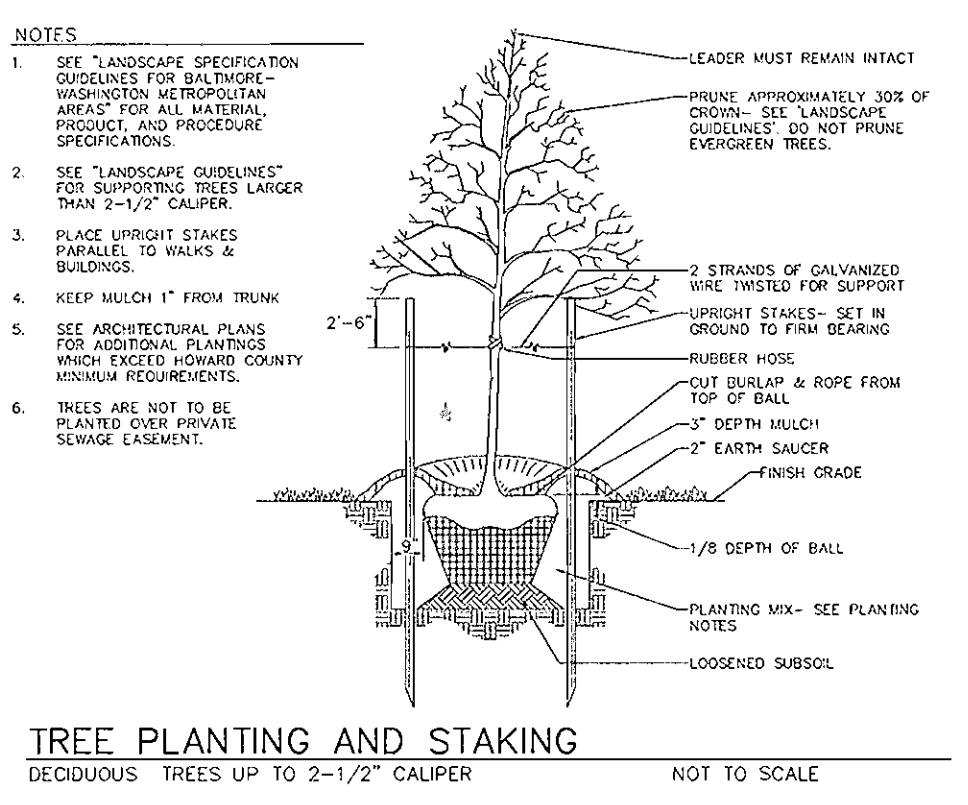 NOTES
1. SEE "LANDSCAPE SPECIFICATION
GUIDELINES FOR BALTIMORE-
WASHINGTON METROPOLITAN
AREAS" FOR ALL MATERIAL,
PRODUCT, AND PROCEDURE
SPECIFICATIONS.
2. SEE "LANDSCAPE GUIDELINES"
FOR SUPPORTING TREES LARGER
THAN 2-1/2" CALIPER.
3. PLACE UPRIGHT STAKES
PARALLEL TO WALKS &
BUILDINGS.
4. KEEP MULCH 1" FROM TRUNK
5. SEE ARCHITECTURAL PLANS
FOR ADDITIONAL PLANTINGS
WHICH EXCEED HOWARD COUNTY
MINIMUM REQUIREMENTS.
6. TREES ARE NOT TO BE
PLANTED OVER PRIVATE
SEWAGE EASEMENT.
LEADER MUST REMAIN INTACT
PRUNE APPROXIMATELY 30% OF
CROWN- SEE 'LANDSCAPE
GUIDELINES'. DO NOT PRUNE
EVERGREEN TREES.
2 STRANDS OF GALVANIZED
WIRE TWISTED FOR SUPPORT
2'-6"
UPRIGHT STAKES- SET IN
GROUND TO FIRM BEARING
RUBBER HOSE
CUT BURLAP & ROPE FROM
TOP OF BALL
3" DEPTH MULCH
2" EARTH SAUCER
FINISH GRADE
9"
1/8 DEPTH OF BALL
PLANTING MIX- SEE PLANTING
NOTES
LOOSENED SUBSOIL
TREE PLANTING AND STAKING
DECIDUOUS TREES UP TO 2-1/2" CALIPER
NOT TO SCALE